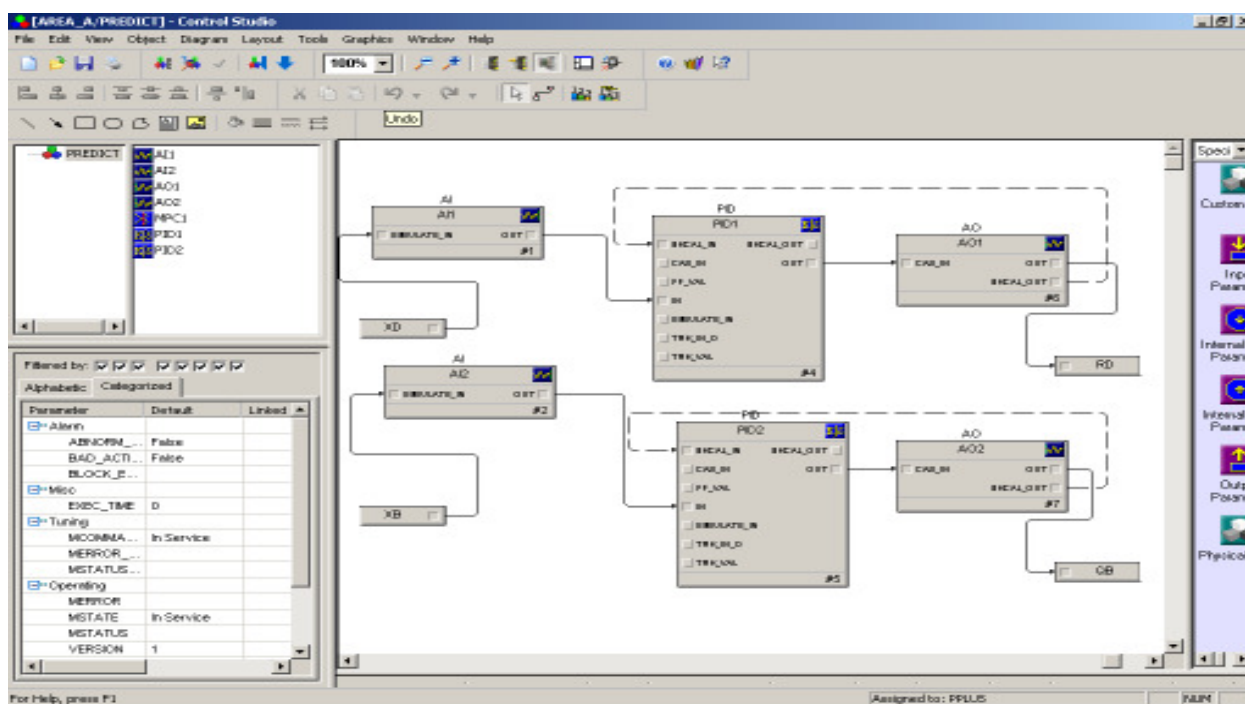 [AREA_A/PREDICT] - Control Studio
File Edit View Object Diagram Layout Tools Graphics Window Help
100%
Undo
PREDICT
AI1
AI2
AO1
AO2
MPC1
PID1
PID2
Filtered by:
Alphabetic Categorized
Parameter Default Linked
Alarm
ABNORM_... False
BAD_ACTI... False
BLOCK_E...
Misc
EXEC_TIME 0
Tuning
MCOMMA... In Service
MERROR_...
MSTATUS...
Operating
MERROR
MSTATE In Service
MSTATUS
VERSION 1
AI
AI1
SIMULATE_IN OUT
#1
XD
AI
AI2
SIMULATE_IN OUT
#2
XB
PID
PID1
BKCAL_IN BKCAL_OUT
CAS_IN OUT
FF_VAL
IN
SIMULATE_IN
TRK_IN_D
TRK_VAL
#4
AO
AO1
CAS_IN OUT
BKCAL_OUT
#6
RD
PID
PID2
BKCAL_IN BKCAL_OUT
CAS_IN OUT
FF_VAL
IN
SIMULATE_IN
TRK_IN_D
TRK_VAL
#5
AO
AO2
CAS_IN OUT
BKCAL_OUT
#7
QB
Speci
Custom
Inp
Param
Internal
Param
Internal
Param
Outp
Param
Physical
For Help, press F1
Assigned to: PPLUS
NUM